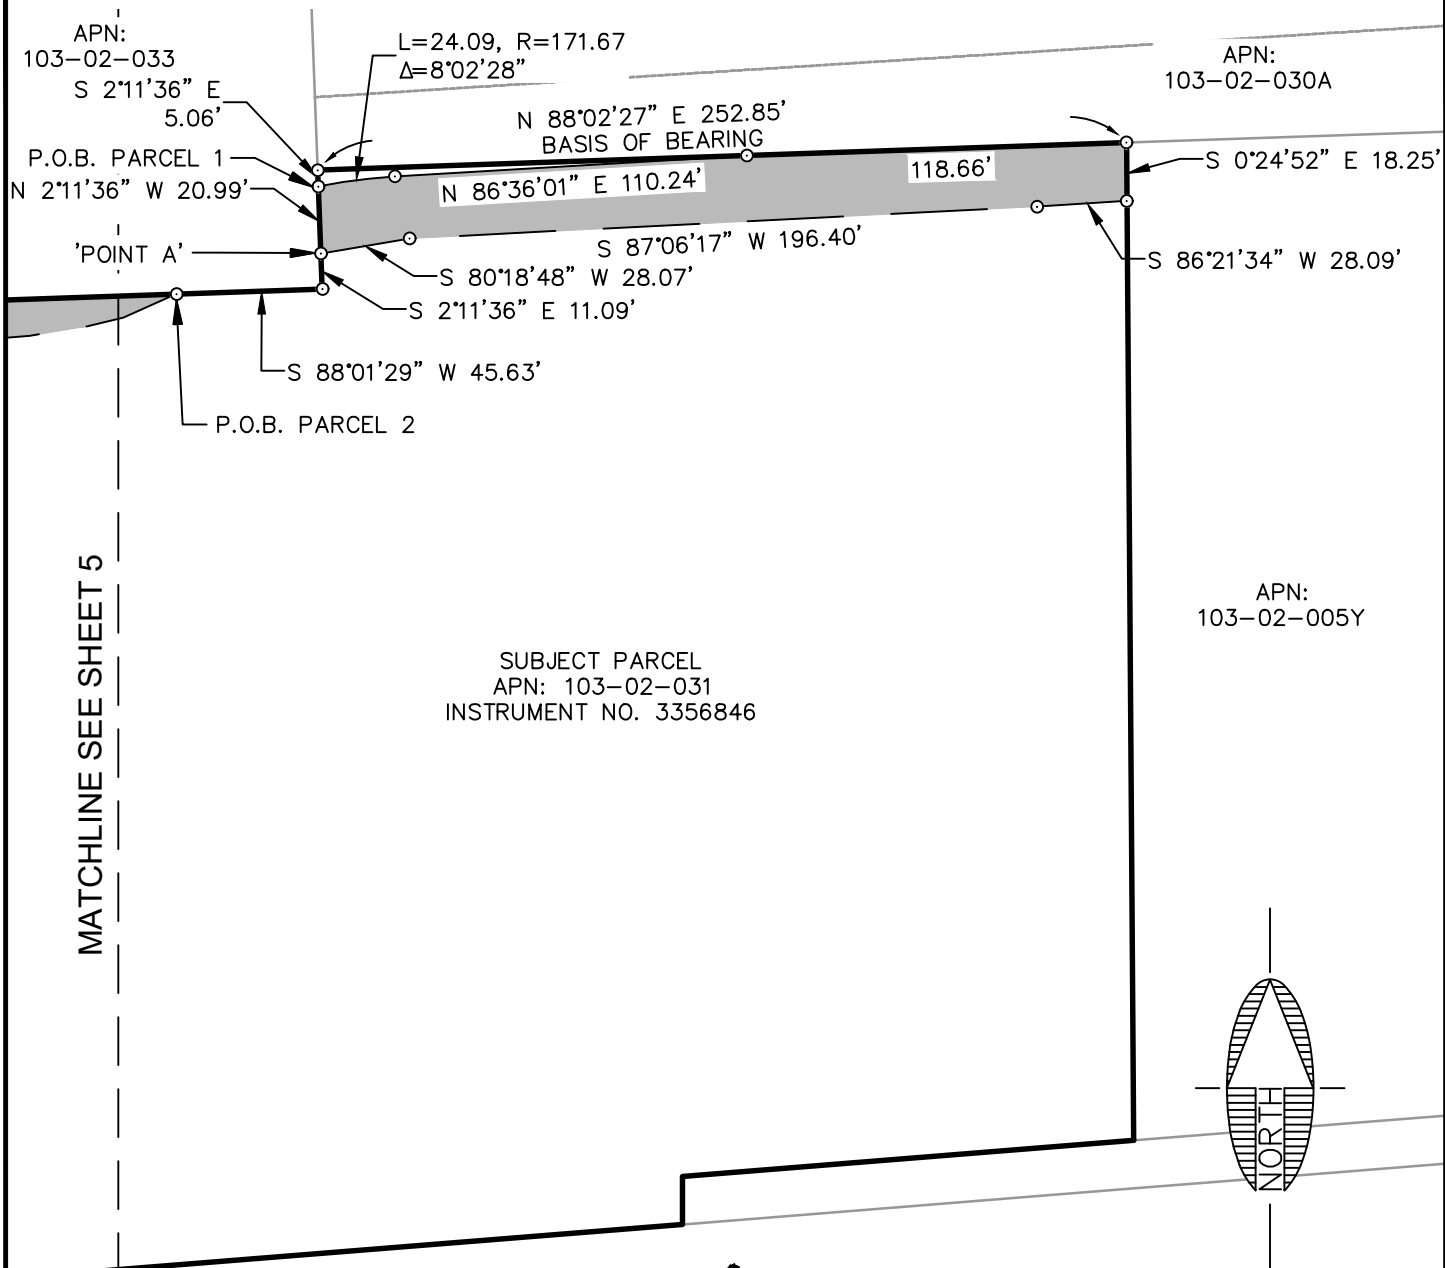 APN:
103-02-033
S 2°11'36" E
5.06'
L=24.09, R=171.67
Δ=8°02'28"
APN:
103-02-030A
N 88°02'27" E 252.85'
BASIS OF BEARING
P.O.B. PARCEL 1
N 2°11'36" W 20.99'
N 86°36'01" E 110.24'
118.66'
S 0°24'52" E 18.25'
'POINT A'
S 87°06'17" W 196.40'
S 86°21'34" W 28.09'
S 80°18'48" W 28.07'
S 2°11'36" E 11.09'
S 88°01'29" W 45.63'
P.O.B. PARCEL 2
MATCHLINE SEE SHEET 5
APN:
103-02-005Y
SUBJECT PARCEL
APN: 103-02-031
INSTRUMENT NO. 3356846
NORTH